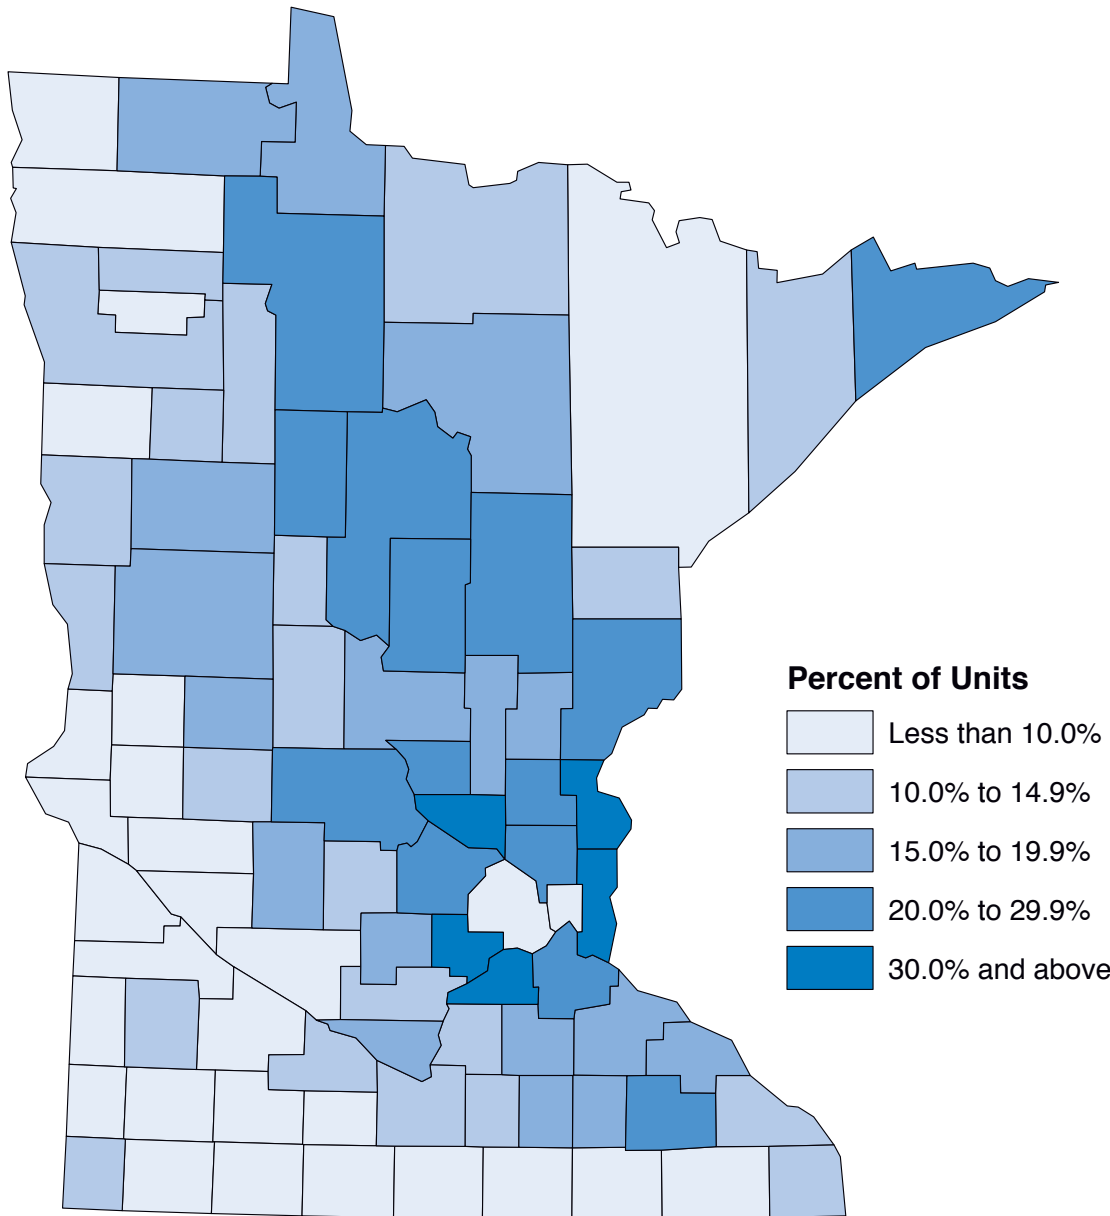 Percent of Units
Less than 10.0%
10.0% to 14.9%
15.0% to 19.9%
20.0% to 29.9%
30.0% and above